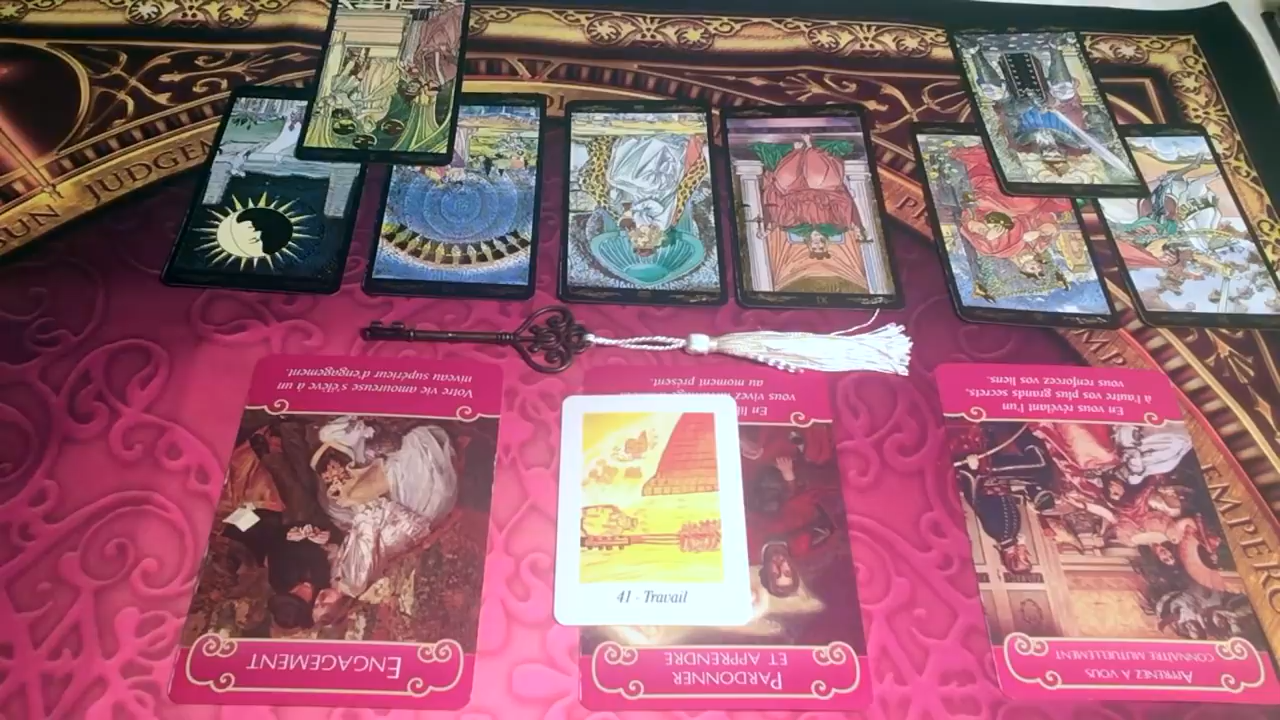 SUN
JUDGEM
XI
Votre vie amoureuse s'élève à un
niveau supérieur d'engagement.
ENGAGEMENT
vous vivez
au moment présent.
41 - Travail
PARDONNER
ET APPRENDRE
En vous révélant l'un
à l'autre vos plus grands secrets,
vous renforcez vos liens.
APPRENEZ À VOUS
CONNAÎTRE MUTUELLEMENT
EMPERO